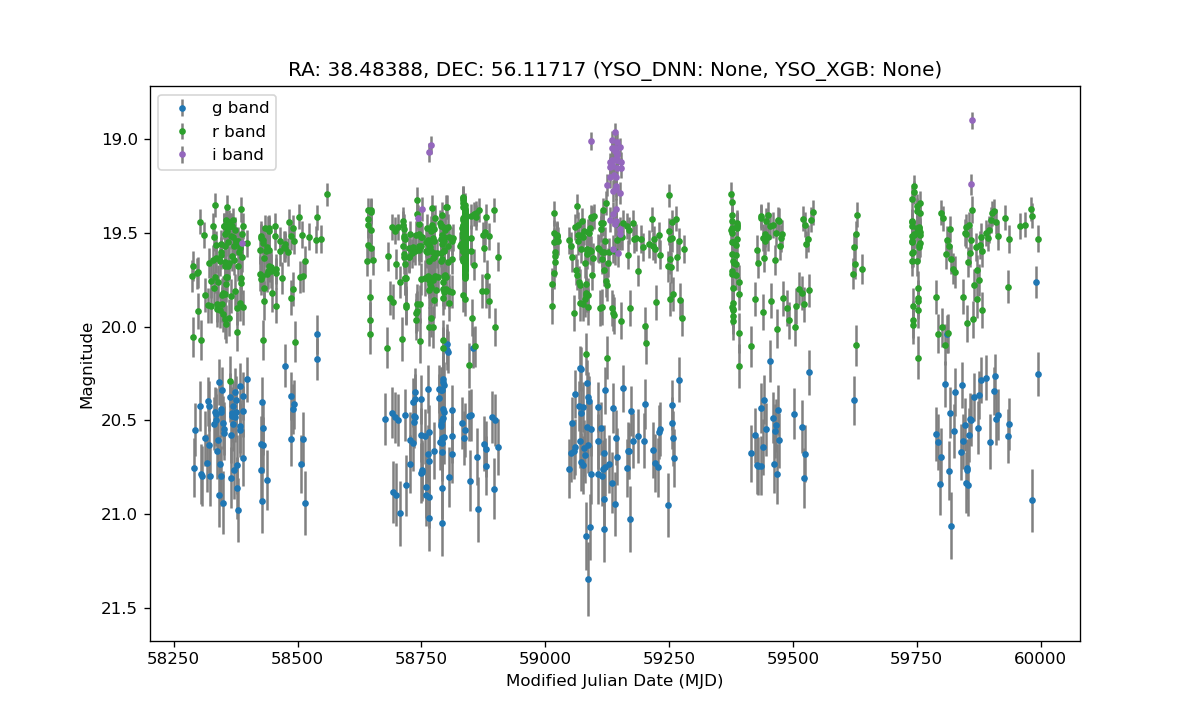 RA: 38.48388, DEC: 56.11717 (YSO_DNN: None, YSO_XGB: None)
g band
r band
i band
19.0
19.5
20.0
20.5
21.0
21.5
Magnitude
58250 58500 58750 59000 59250 59500 59750 60000
Modified Julian Date (MJD)